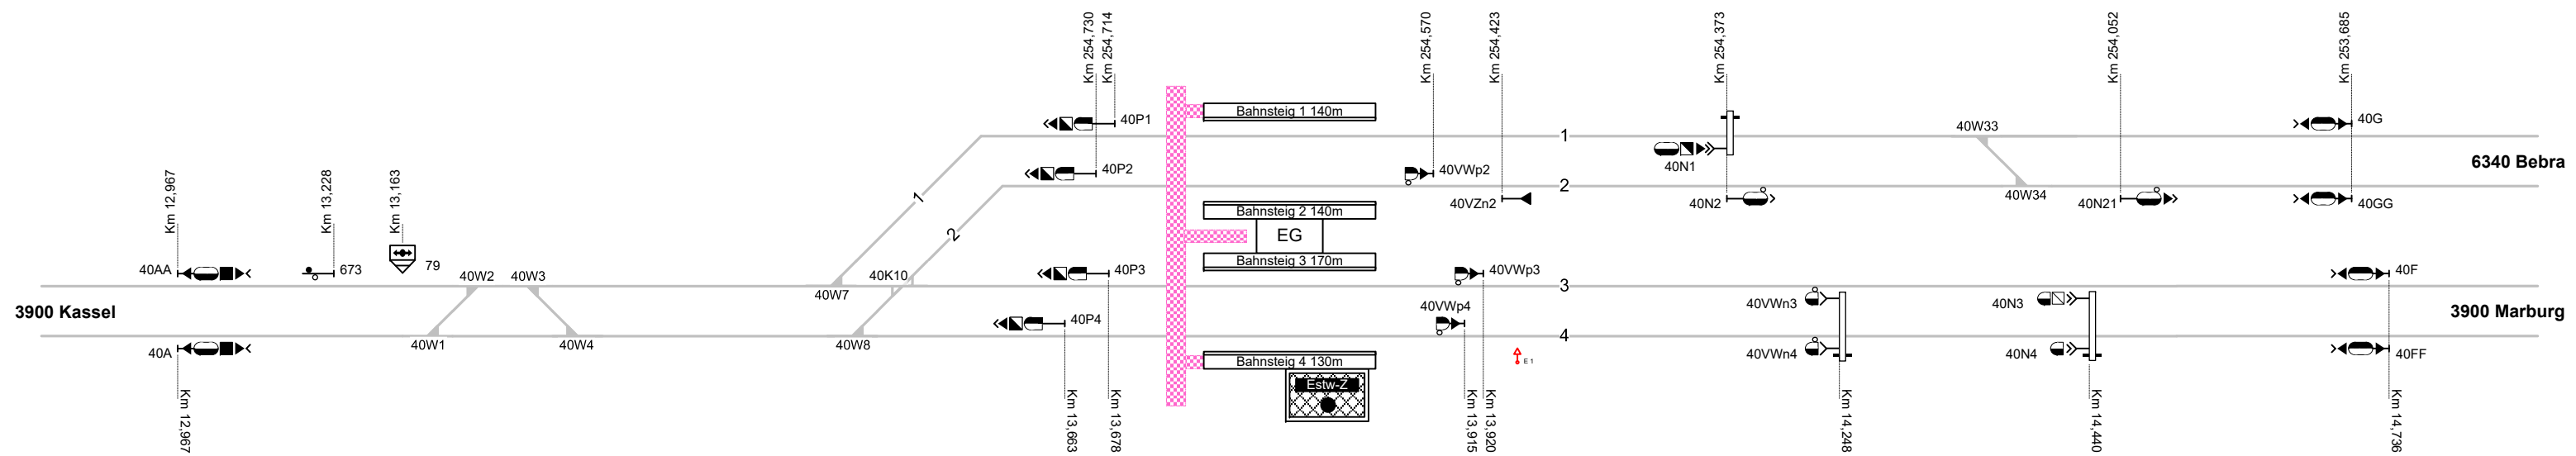 Km 254,730
Km 254,714
Km 254,570
Km 254,423
Km 254,373
Km 254,052
Km 253,685
40P1
Bahnsteig 1 140m
1
40W33
40G
40N1
6340 Bebra
40P2
40VWp2
2
40W34
40VZn2
40N2
40N21
40GG
1
2
Km 12,967
Km 13,228
Km 13,163
Bahnsteig 2 140m
EG
Bahnsteig 3 170m
40AA
673
79
40W2
40W3
40K10
40P3
40VWp3
40F
40W7
3
3900 Kassel
40VWp4
40VWn3
40N3
3900 Marburg
40P4
4
40A
40W1
40W4
40W8
Bahnsteig 4 130m
E 1
40VWn4
40N4
40FF
Estw-Z
Km 12,967
Km 13,663
Km 13,678
Km 13,915
Km 13,920
Km 14,248
Km 14,440
Km 14,736